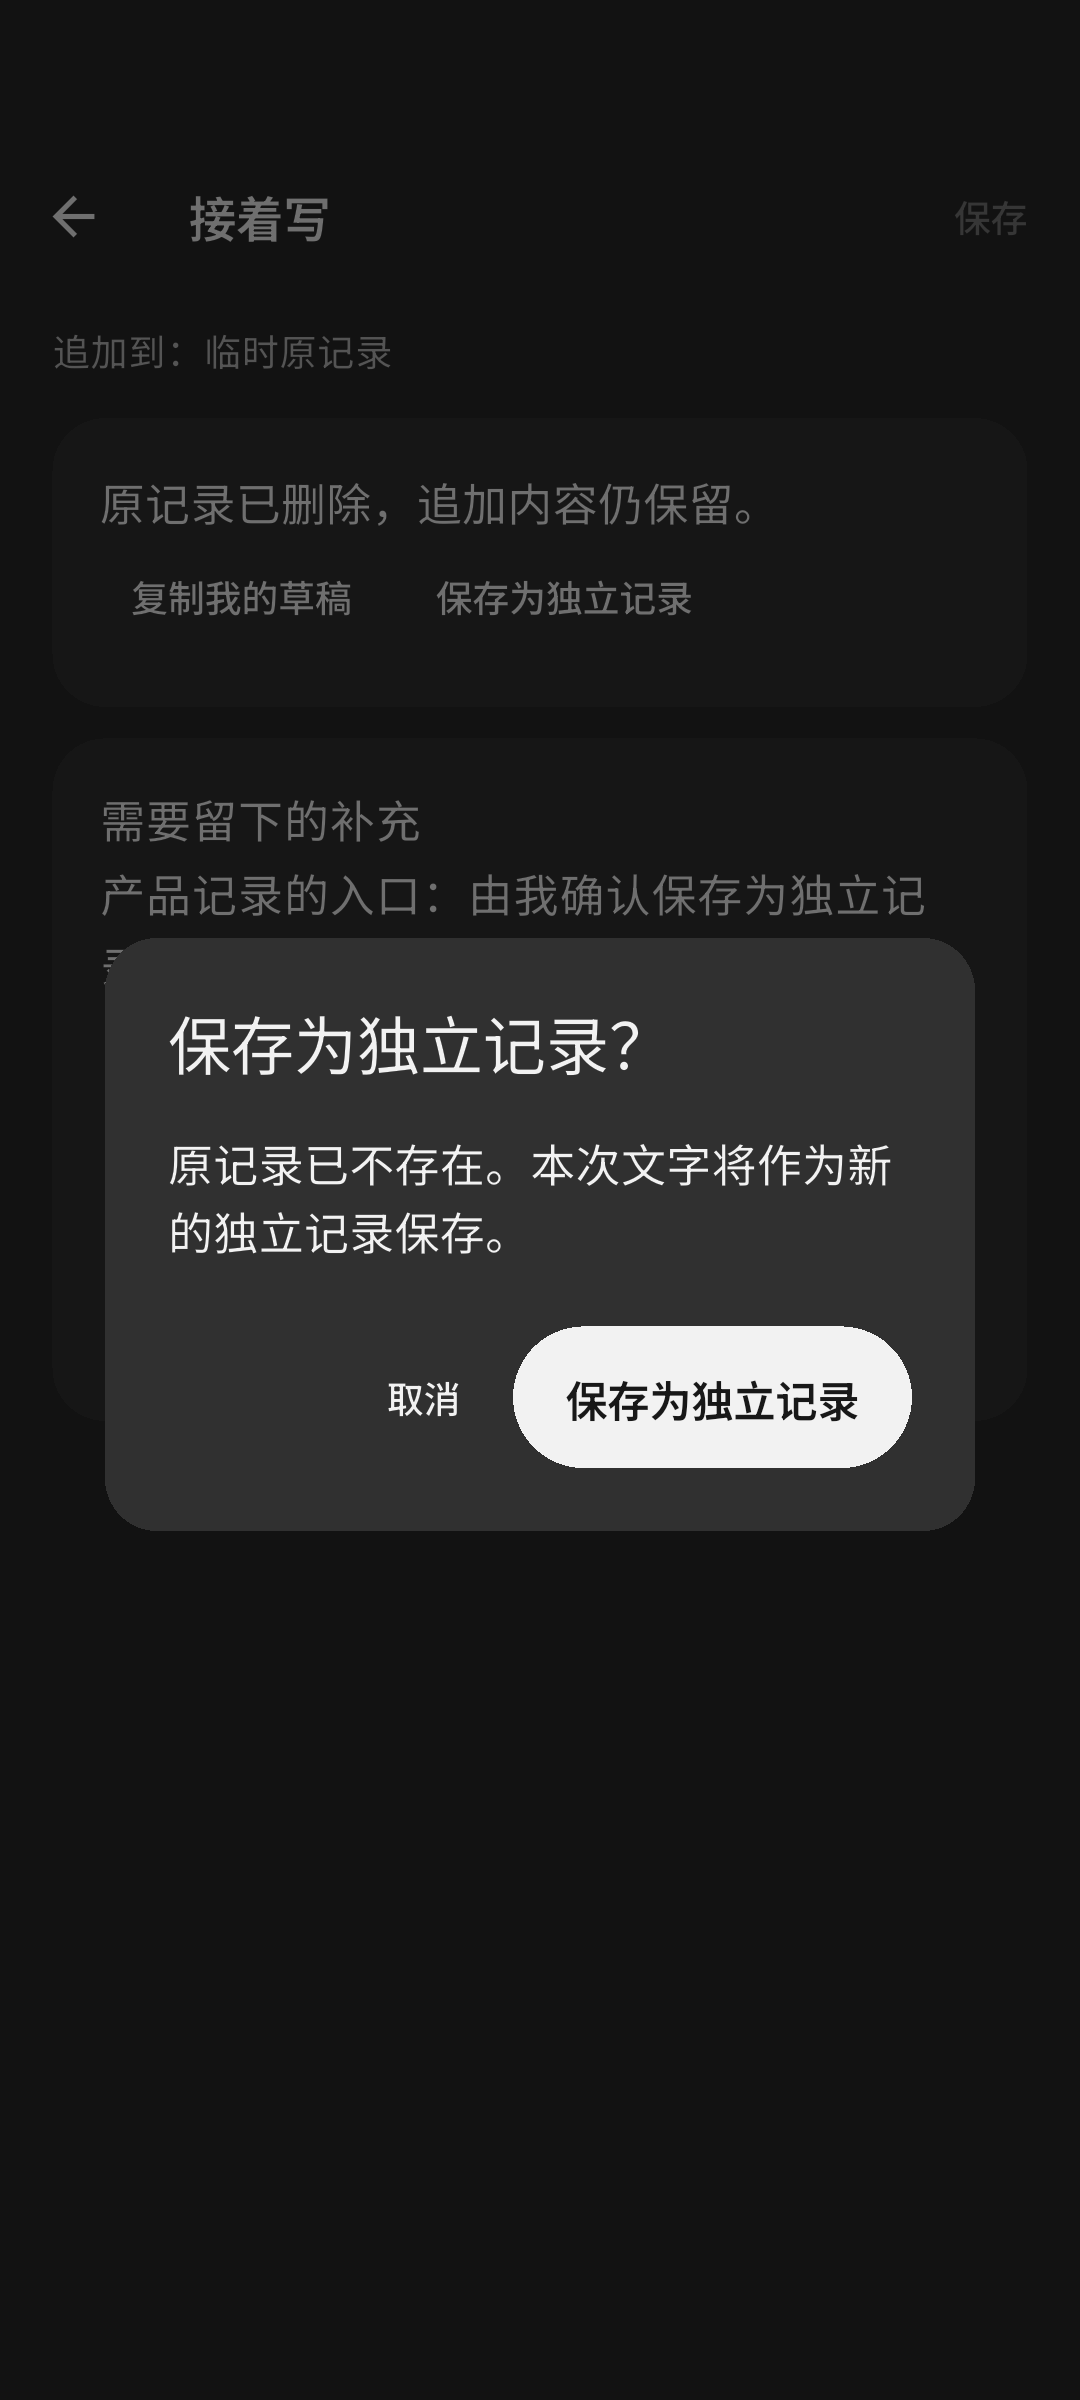 接着写
保存
追加到：临时原记录
原记录已删除，追加内容仍保留。
复制我的草稿
保存为独立记录
需要留下的补充
产品记录的入口：由我确认保存为独立记
保存为独立记录？
原记录已不存在。本次文字将作为新
的独立记录保存。
取消
保存为独立记录